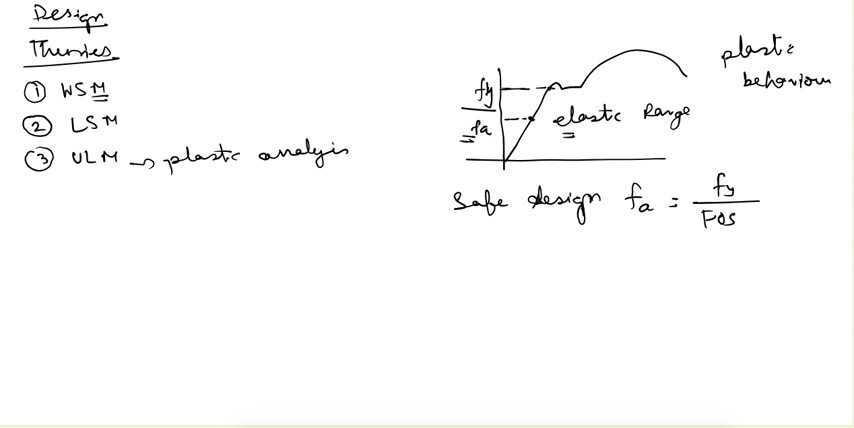 Design
Theories
① WSM
② LSM
③ ULM → plastic analysis
plastic
behaviour
fy
fa
elastic Range
Safe design fa = fy / FOS